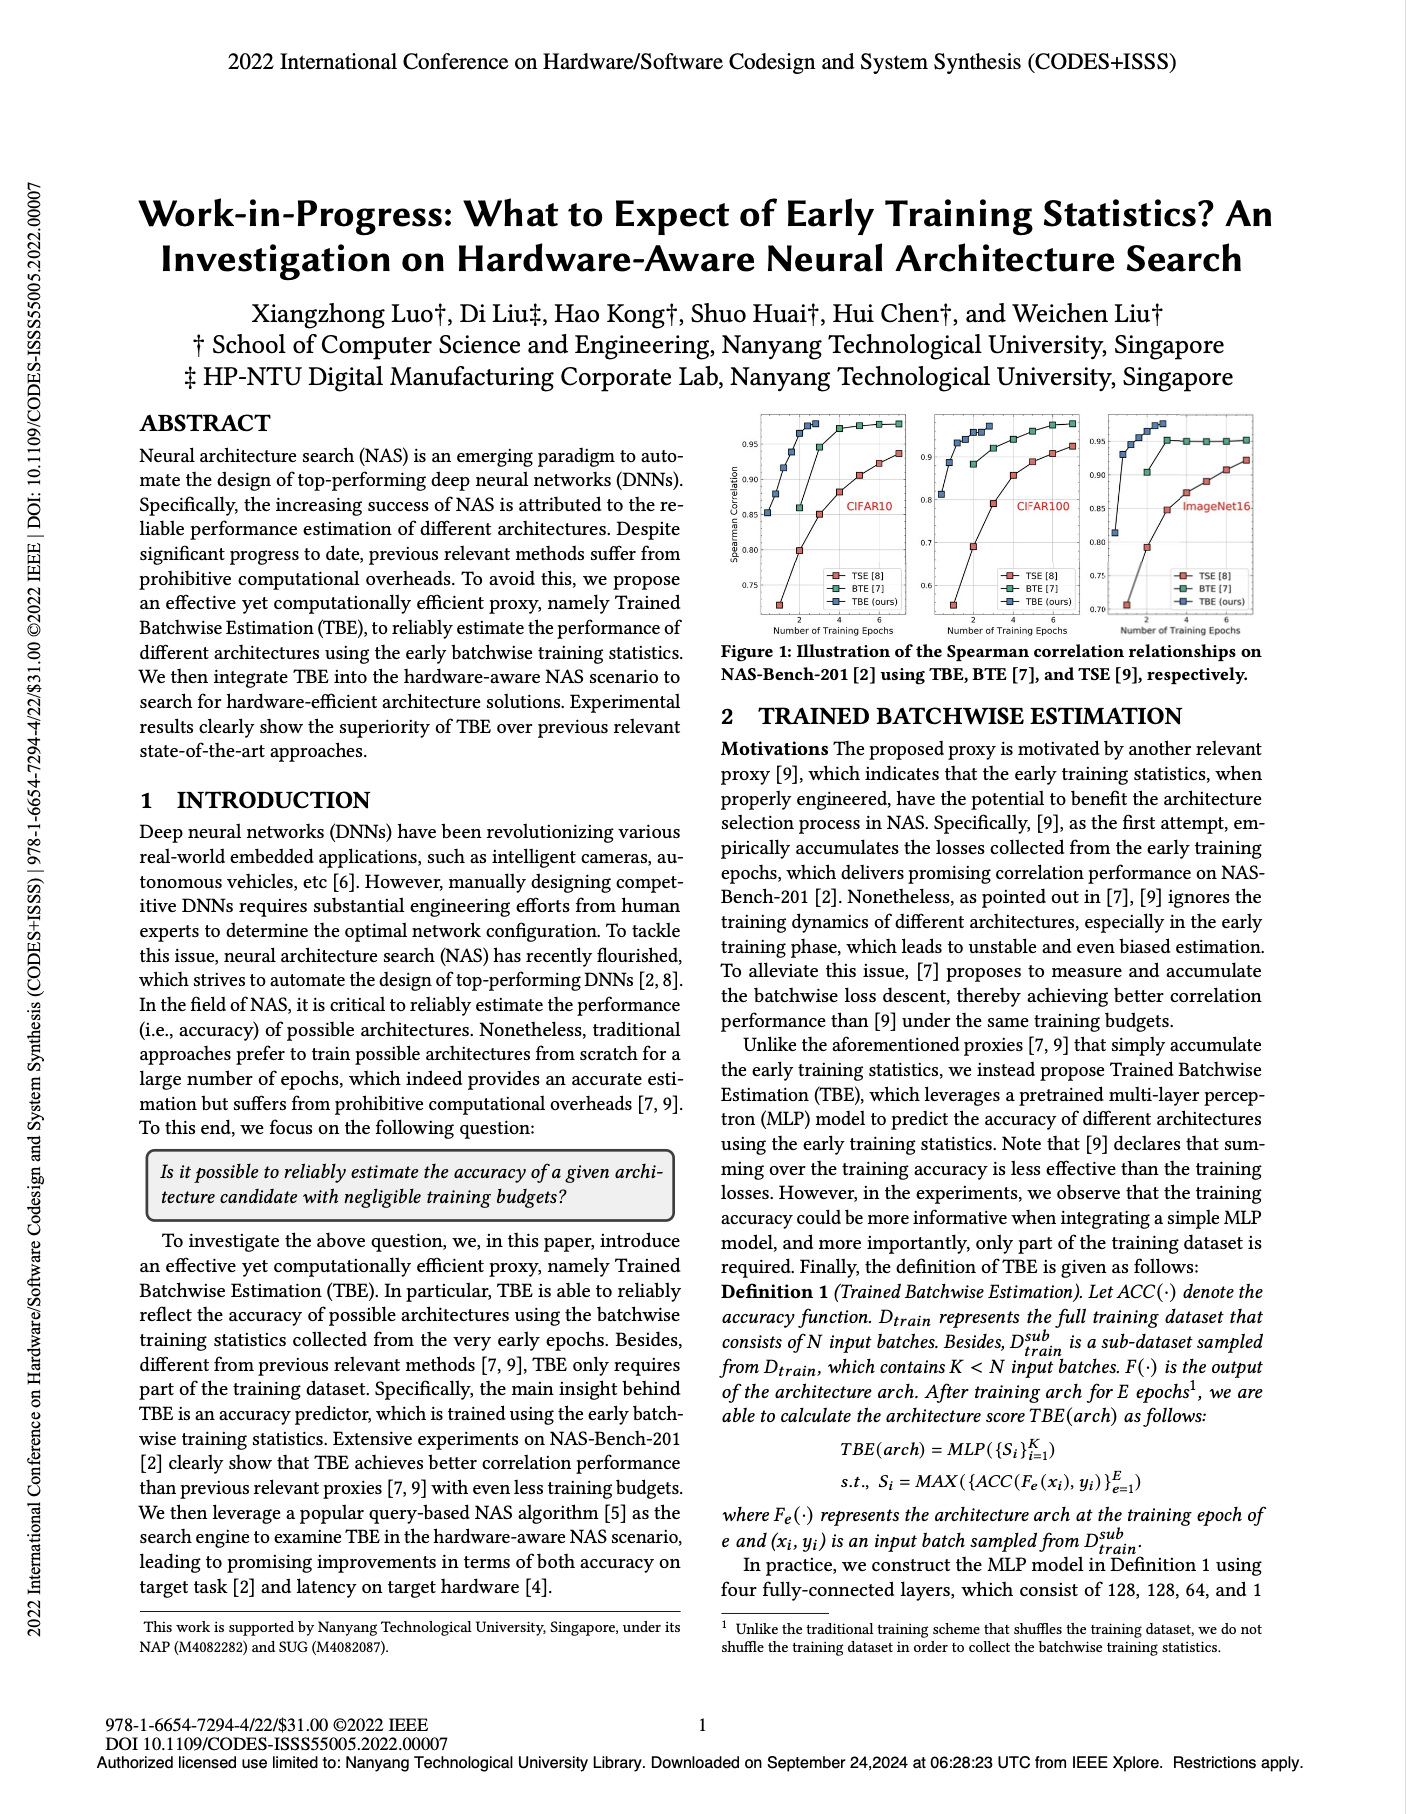 2022 International Conference on Hardware/Software Codesign and System Synthesis (CODES+ISSS)
2022 International Conference on Hardware/Software Codesign and System Synthesis (CODES+ISSS) | 978-1-6654-7294-4/22/$31.00 ©2022 IEEE | DOI: 10.1109/CODES-ISSS55005.2022.00007
Work-in-Progress: What to Expect of Early Training Statistics? An
Investigation on Hardware-Aware Neural Architecture Search
Xiangzhong Luo†, Di Liu‡, Hao Kong†, Shuo Huai†, Hui Chen†, and Weichen Liu†
† School of Computer Science and Engineering, Nanyang Technological University, Singapore
‡ HP-NTU Digital Manufacturing Corporate Lab, Nanyang Technological University, Singapore
ABSTRACT
Neural architecture search (NAS) is an emerging paradigm to auto-
mate the design of top-performing deep neural networks (DNNs).
Specifically, the increasing success of NAS is attributed to the re-
liable performance estimation of different architectures. Despite
significant progress to date, previous relevant methods suffer from
prohibitive computational overheads. To avoid this, we propose
an effective yet computationally efficient proxy, namely Trained
Batchwise Estimation (TBE), to reliably estimate the performance of
different architectures using the early batchwise training statistics.
We then integrate TBE into the hardware-aware NAS scenario to
search for hardware-efficient architecture solutions. Experimental
results clearly show the superiority of TBE over previous relevant
state-of-the-art approaches.
1 INTRODUCTION
Deep neural networks (DNNs) have been revolutionizing various
real-world embedded applications, such as intelligent cameras, au-
tonomous vehicles, etc [6]. However, manually designing compet-
itive DNNs requires substantial engineering efforts from human
experts to determine the optimal network configuration. To tackle
this issue, neural architecture search (NAS) has recently flourished,
which strives to automate the design of top-performing DNNs [2, 8].
In the field of NAS, it is critical to reliably estimate the performance
(i.e., accuracy) of possible architectures. Nonetheless, traditional
approaches prefer to train possible architectures from scratch for a
large number of epochs, which indeed provides an accurate esti-
mation but suffers from prohibitive computational overheads [7, 9].
To this end, we focus on the following question:
Is it possible to reliably estimate the accuracy of a given archi-
tecture candidate with negligible training budgets?
To investigate the above question, we, in this paper, introduce
an effective yet computationally efficient proxy, namely Trained
Batchwise Estimation (TBE). In particular, TBE is able to reliably
reflect the accuracy of possible architectures using the batchwise
training statistics collected from the very early epochs. Besides,
different from previous relevant methods [7, 9], TBE only requires
part of the training dataset. Specifically, the main insight behind
TBE is an accuracy predictor, which is trained using the early batch-
wise training statistics. Extensive experiments on NAS-Bench-201
[2] clearly show that TBE achieves better correlation performance
than previous relevant proxies [7, 9] with even less training budgets.
We then leverage a popular query-based NAS algorithm [5] as the
search engine to examine TBE in the hardware-aware NAS scenario,
leading to promising improvements in terms of both accuracy on
target task [2] and latency on target hardware [4].
This work is supported by Nanyang Technological University, Singapore, under its
NAP (M4082282) and SUG (M4082087).
Spearman Correlation
0.95
0.90
0.85
0.80
0.75
CIFAR10
TSE [8]
BTE [7]
TBE (ours)
2 4 6
Number of Training Epochs
0.9
0.8
0.7
0.6
CIFAR100
TSE [8]
BTE [7]
TBE (ours)
2 4 6
Number of Training Epochs
0.95
0.90
0.85
0.80
0.75
0.70
ImageNet16
TSE [8]
BTE [7]
TBE (ours)
2 4 6
Number of Training Epochs
Figure 1: Illustration of the Spearman correlation relationships on
NAS-Bench-201 [2] using TBE, BTE [7], and TSE [9], respectively.
2 TRAINED BATCHWISE ESTIMATION
Motivations The proposed proxy is motivated by another relevant
proxy [9], which indicates that the early training statistics, when
properly engineered, have the potential to benefit the architecture
selection process in NAS. Specifically, [9], as the first attempt, em-
pirically accumulates the losses collected from the early training
epochs, which delivers promising correlation performance on NAS-
Bench-201 [2]. Nonetheless, as pointed out in [7], [9] ignores the
training dynamics of different architectures, especially in the early
training phase, which leads to unstable and even biased estimation.
To alleviate this issue, [7] proposes to measure and accumulate
the batchwise loss descent, thereby achieving better correlation
performance than [9] under the same training budgets.
Unlike the aforementioned proxies [7, 9] that simply accumulate
the early training statistics, we instead propose Trained Batchwise
Estimation (TBE), which leverages a pretrained multi-layer percep-
tron (MLP) model to predict the accuracy of different architectures
using the early training statistics. Note that [9] declares that sum-
ming over the training accuracy is less effective than the training
losses. However, in the experiments, we observe that the training
accuracy could be more informative when integrating a simple MLP
model, and more importantly, only part of the training dataset is
required. Finally, the definition of TBE is given as follows:
Definition 1 (Trained Batchwise Estimation). Let ACC(·) denote the
accuracy function. D_train represents the full training dataset that
consists of N input batches. Besides, D_train^sub is a sub-dataset sampled
from D_train, which contains K < N input batches. F(·) is the output
of the architecture arch. After training arch for E epochs¹, we are
able to calculate the architecture score TBE(arch) as follows:
TBE(arch) = MLP({S_i}_{i=1}^K)
s.t., S_i = MAX({ACC(F_e(x_i), y_i)}_{e=1}^E)
where F_e(·) represents the architecture arch at the training epoch of
e and (x_i, y_i) is an input batch sampled from D_train^sub.
In practice, we construct the MLP model in Definition 1 using
four fully-connected layers, which consist of 128, 128, 64, and 1
¹ Unlike the traditional training scheme that shuffles the training dataset, we do not
shuffle the training dataset in order to collect the batchwise training statistics.
978-1-6654-7294-4/22/$31.00 ©2022 IEEE
DOI 10.1109/CODES-ISSS55005.2022.00007
1
Authorized licensed use limited to: Nanyang Technological University Library. Downloaded on September 24,2024 at 06:28:23 UTC from IEEE Xplore. Restrictions apply.